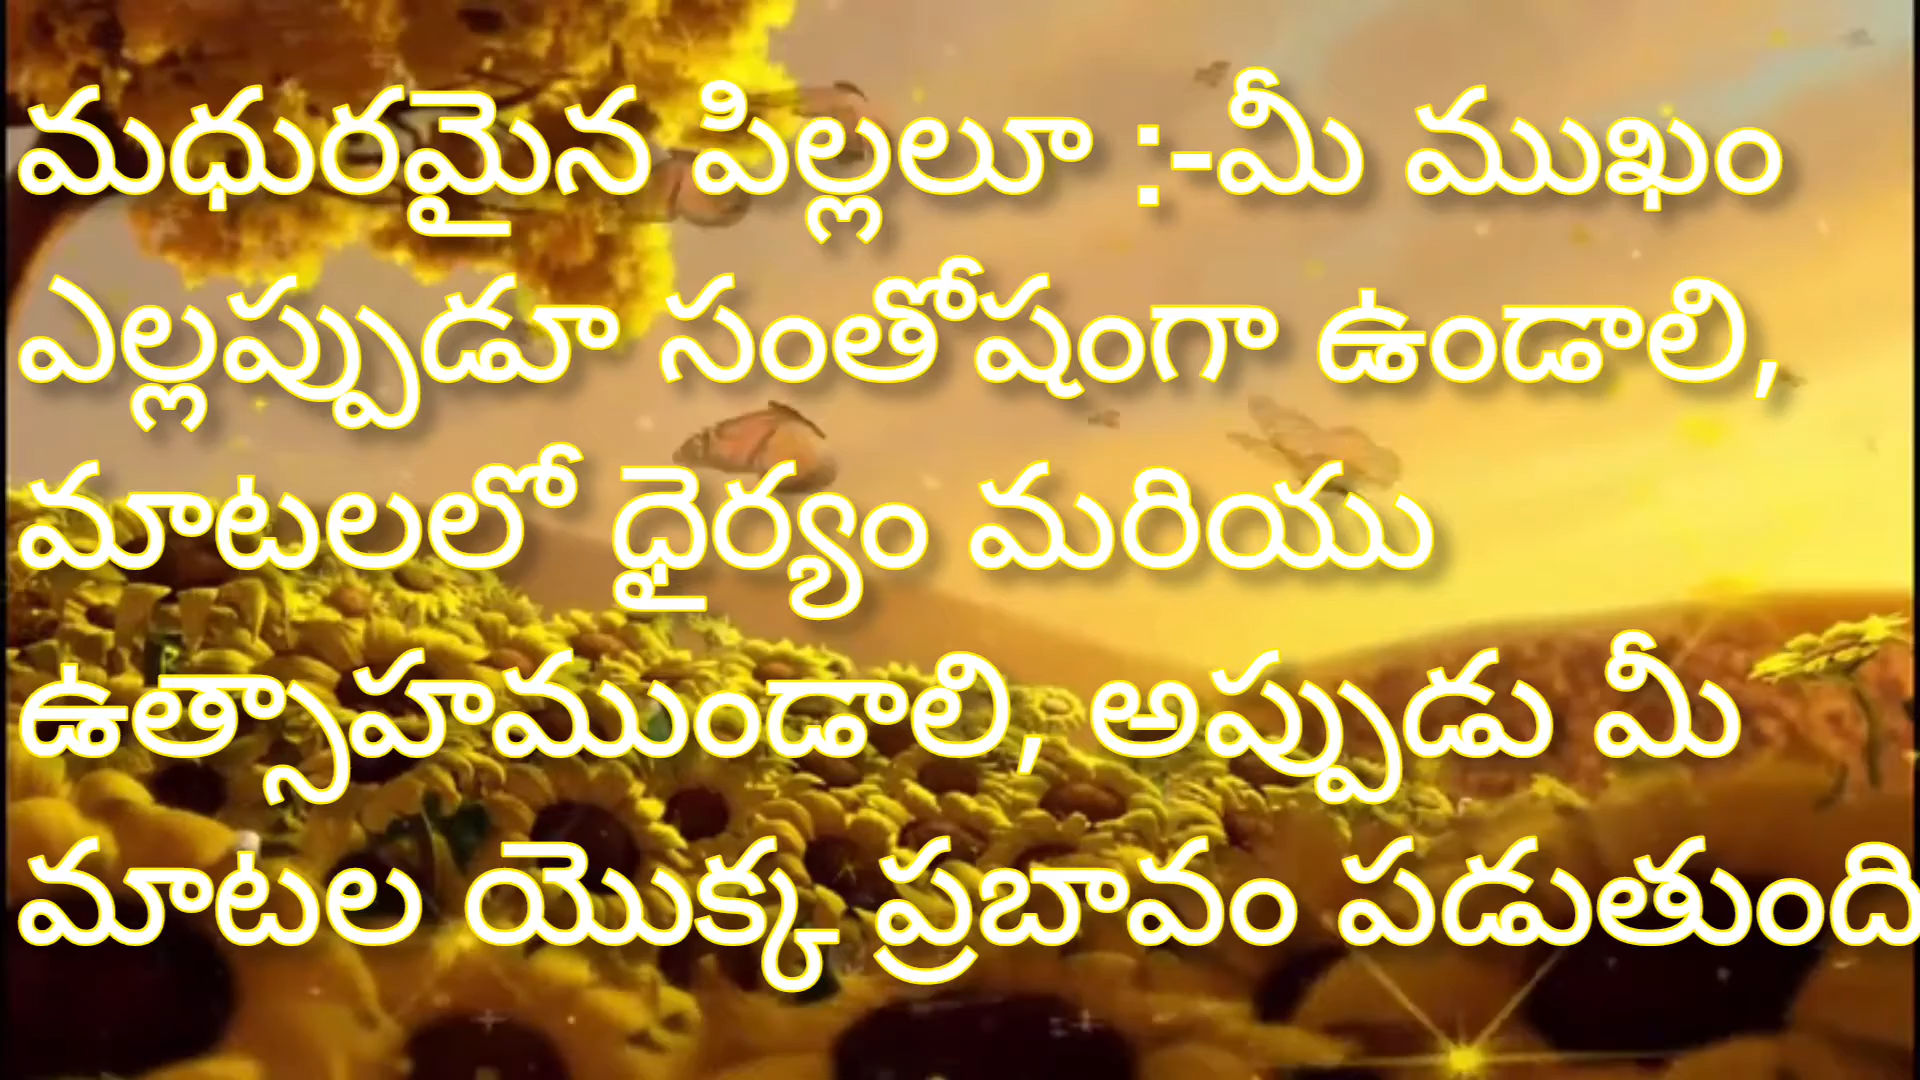 మధురమైన పిల్లలూ :-మీ ముఖం
ఎల్లప్పుడూ సంతోషంగా ఉండాలి,
మాటలలో ధైర్యం మరియు
ఉత్సాహముండాలి, అప్పుడు మీ
మాటల యొక్క ప్రబావం పడుతుంది